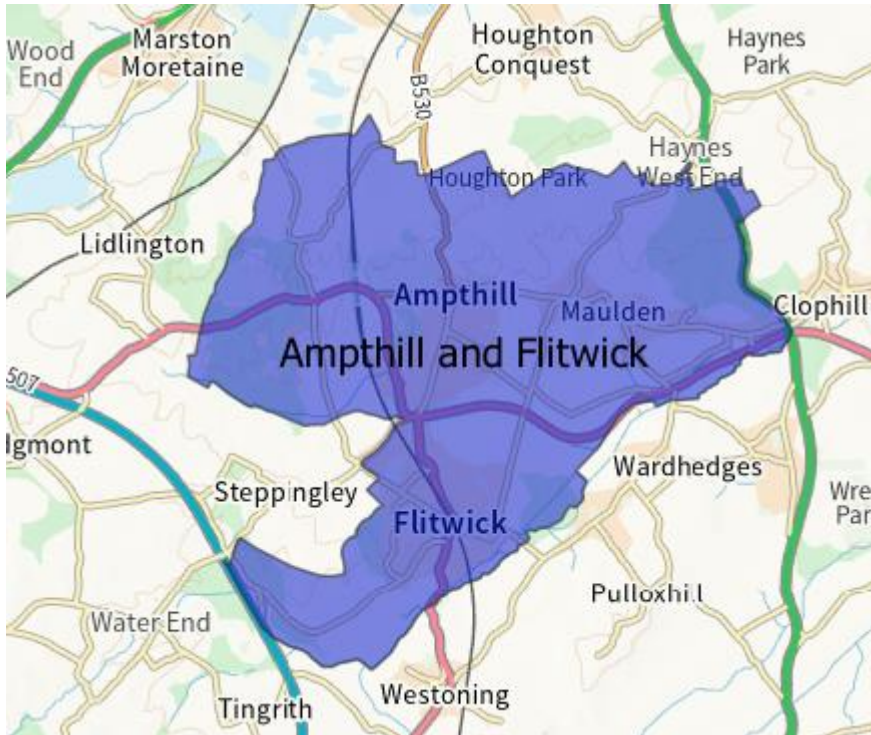 Wood
End
Marston
Moretaine
B530
Houghton
Conquest
Haynes
Park
Haynes
West End
Houghton Park
Lidlington
Ampthill
Maulden
Clophill
Ampthill and Flitwick
507
dgmont
Steppingley
Wardhedges
Wre
Par
Flitwick
Pulloxhill
Water End
Westoning
Tingrith